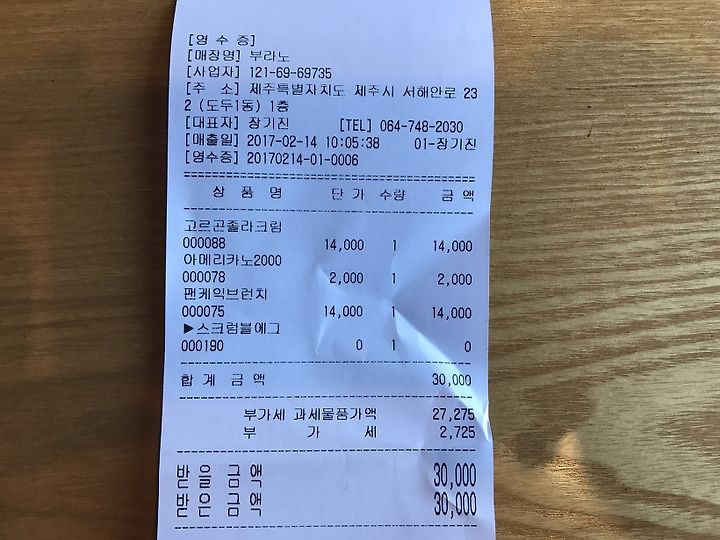 [영 수 증]
[매장명] 부라노
[사업자] 121-69-69735
[주 소] 제주특별자치도 제주시 서해안로 23
2 (도두1동) 1층
[대표자] 장기진 [TEL] 064-748-2030
[매출일] 2017-02-14 10:05:38 01-장기진
[영수증] 20170214-01-0006
상 품 명 단 가 수량 금 액
고르곤졸라크림
000088 14,000 1 14,000
아메리카노2000
000078 2,000 1 2,000
팬케익브런치
000075 14,000 1 14,000
▶스크럼블에그
000190 0 1 0
합 계 금 액 30,000
부가세 과세물품가액 27,275
부 가 세 2,725
받을 금액 30,000
받은 금액 30,000